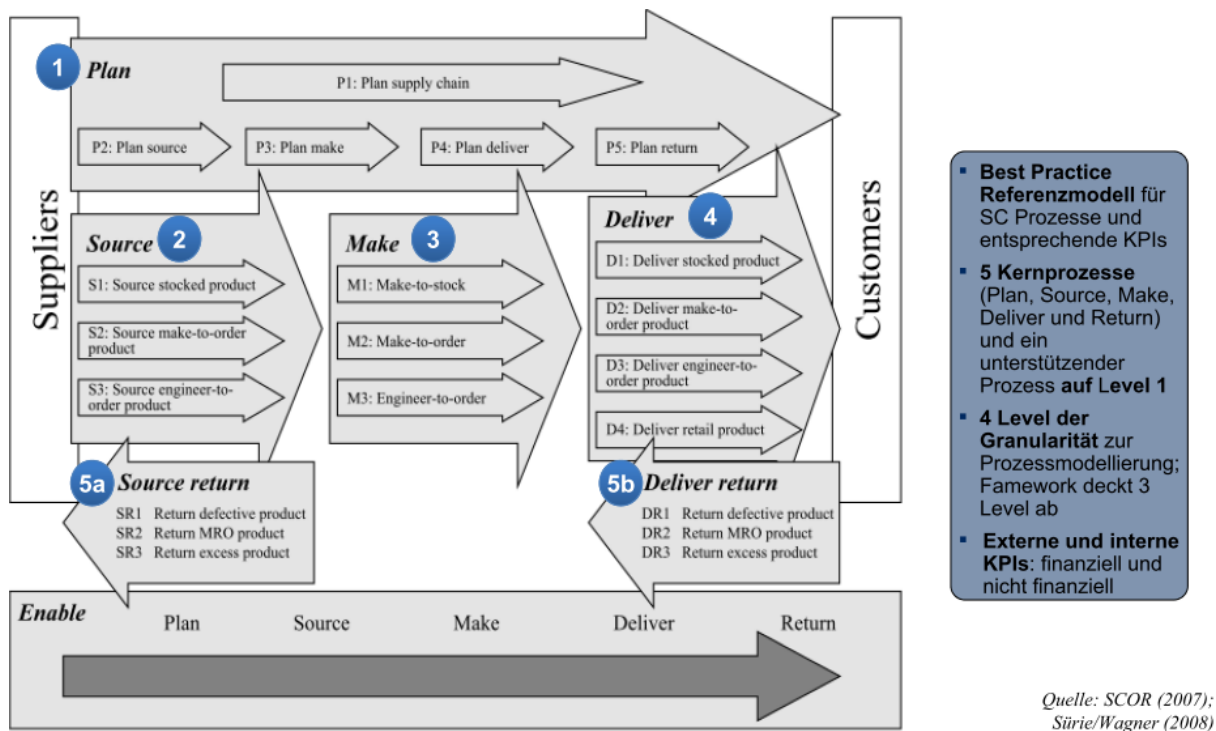 1
Plan
P1: Plan supply chain
P2: Plan source
P3: Plan make
P4: Plan deliver
P5: Plan return
Suppliers
Customers
2
Source
S1: Source stocked product
S2: Source make-to-order
product
S3: Source engineer-to-
order product
3
Make
M1: Make-to-stock
M2: Make-to-order
M3: Engineer-to-order
4
Deliver
D1: Deliver stocked product
D2: Deliver make-to-
order product
D3: Deliver engineer-to-
order product
D4: Deliver retail product
5a
Source return
SR1 Return defective product
SR2 Return MRO product
SR3 Return excess product
5b
Deliver return
DR1 Return defective product
DR2 Return MRO product
DR3 Return excess product
Enable
Plan Source Make Deliver Return
▪ Best Practice
Referenzmodell für
SC Prozesse und
entsprechende KPIs
▪ 5 Kernprozesse
(Plan, Source, Make,
Deliver und Return)
und ein
unterstützender
Prozess auf Level 1
▪ 4 Level der
Granularität zur
Prozessmodellierung;
Famework deckt 3
Level ab
▪ Externe und interne
KPIs: finanziell und
nicht finanziell
Quelle: SCOR (2007);
Sürie/Wagner (2008)